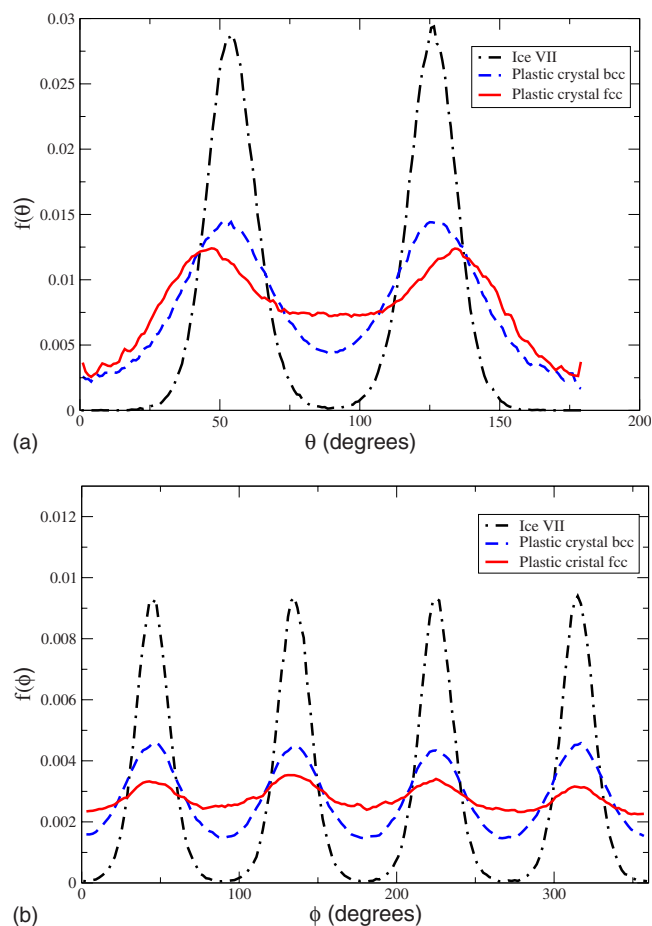 0.03
0.025
0.02
0.015
0.01
0.005
0
f(θ)
Ice VII
Plastic crystal bcc
Plastic crystal fcc
0 50 100 150 200
(a) θ (degrees)
0.012
0.01
0.008
0.006
0.004
0.002
0
f(ϕ)
Ice VII
Plastic crystal bcc
Plastic cristal fcc
0 100 200 300
(b) ϕ (degrees)